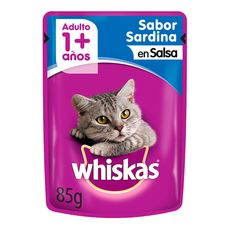 Adulto
1+
años
Sabor
Sardina
en Salsa
whiskas
85g